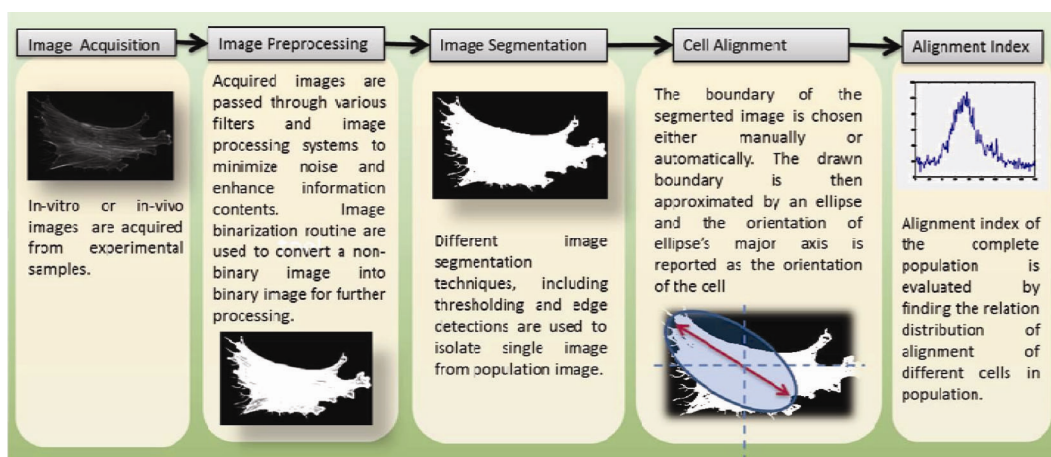 Image Acquisition
In-vitro or in-vivo
images are acquired
from experimental
samples.
Image Preprocessing
Acquired images are
passed through various
filters and image
processing systems to
minimize noise and
enhance information
contents. Image
binarization routine are
used to convert a non-
binary image into
binary image for further
processing.
Image Segmentation
Different image
segmentation
techniques, including
thresholding and edge
detections are used to
isolate single image
from population image.
Cell Alignment
The boundary of the
segmented image is chosen
either manually or
automatically. The drawn
boundary is then
approximated by an ellipse
and the orientation of
ellipse's major axis is
reported as the orientation
of the cell
Alignment Index
Alignment index of
the complete
population is
evaluated by
finding the relation
distribution of
alignment of
different cells in
population.